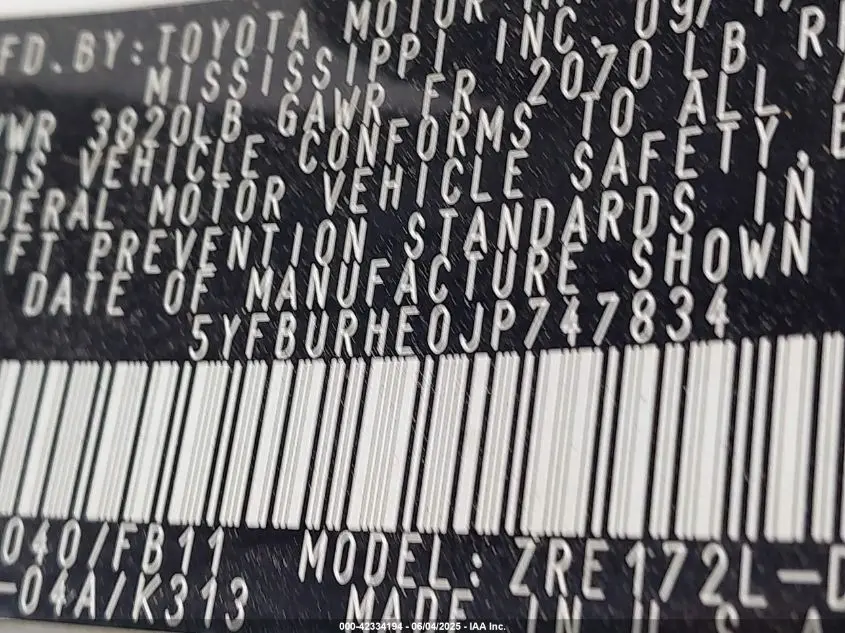 FD. BY: TOYOTA MOTOR
MISSISSIPPI, INC. 09/
WR 3820LB GAWR FR 2070 LB
IS VEHICLE CONFORMS TO ALL
DERAL MOTOR VEHICLE SAFETY,
FT PREVENTION STANDARDS IN
DATE OF MANUFACTURE SHOWN
5YFBURHE0JP747834
040/FB11 MODEL: ZRE172L-D
-04A/K313 MADE IN U.S.A
000-42334194 - 06/04/2025 - IAA Inc.